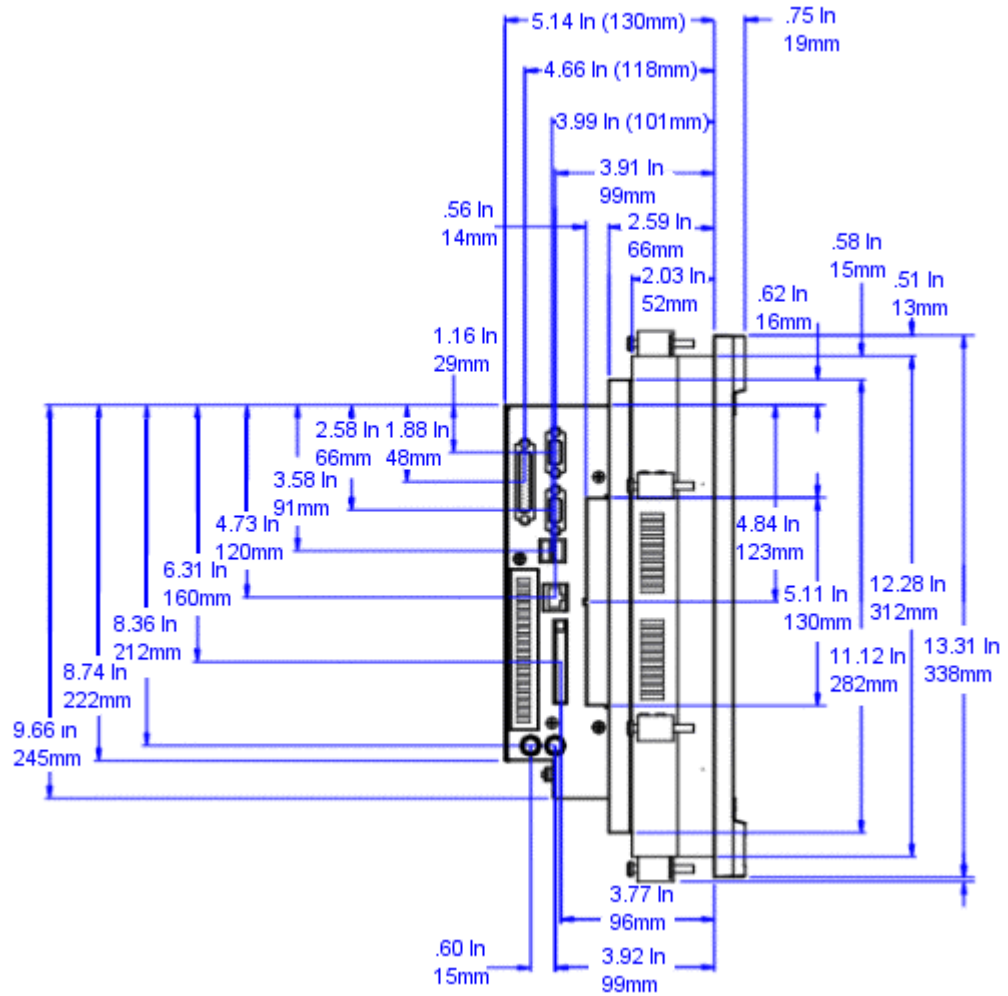 5.14 In (130mm)
.75 In
19mm
4.66 In (118mm)
3.99 In (101mm)
3.91 In
99mm
.56 In
14mm
2.59 In
66mm
.58 In
15mm
2.03 In
52mm
.51 In
13mm
.62 In
16mm
1.16 In
29mm
2.58 In
66mm
1.88 In
48mm
3.58 In
91mm
4.73 In
120mm
4.84 In
123mm
6.31 In
160mm
5.11 In
130mm
12.28 In
312mm
8.36 In
212mm
13.31 In
338mm
11.12 In
282mm
8.74 In
222mm
9.66 in
245mm
3.77 In
96mm
.60 In
15mm
3.92 In
99mm